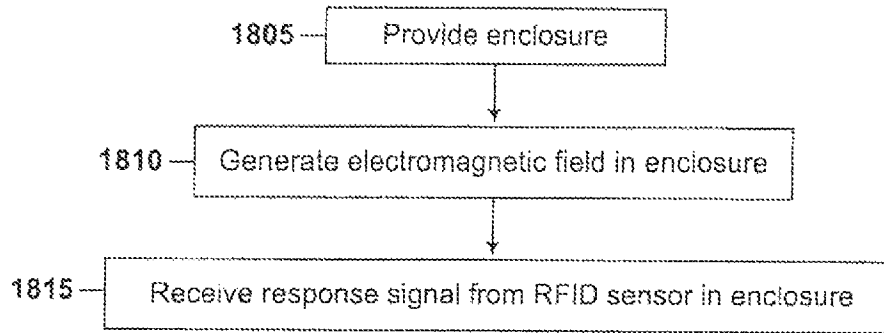 1805 Provide enclosure
1810 Generate electromagnetic field in enclosure
1815 Receive response signal from RFID sensor in enclosure